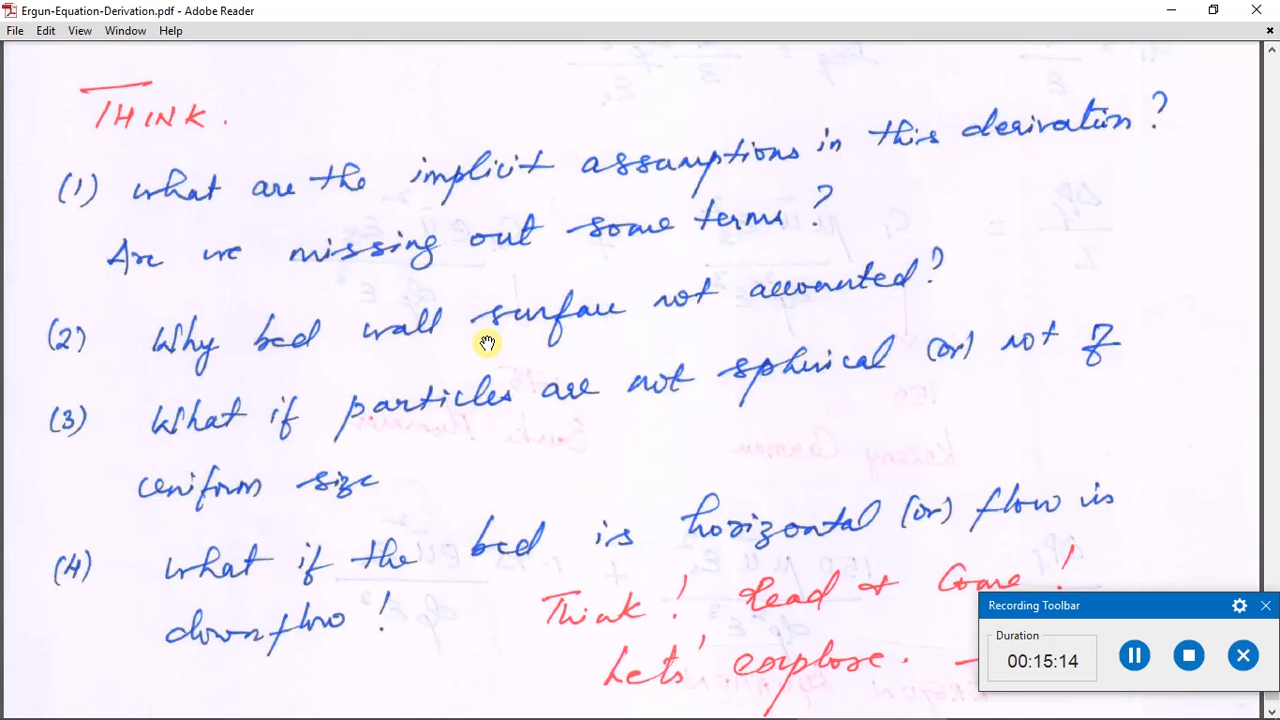 Ergun-Equation-Derivation.pdf - Adobe Reader
File Edit View Window Help
THINK.
(1) What are the implicit assumptions in this derivation?
Are we missing out some terms?
(2) Why bed wall surface not accounted?
(3) What if particles are not spherical (or) not of
uniform size
(4) What if the bed is horizontal (or) flow is
downflow!
Think! Read & Come!
Lets' explore.
Recording Toolbar
Duration
00:15:14